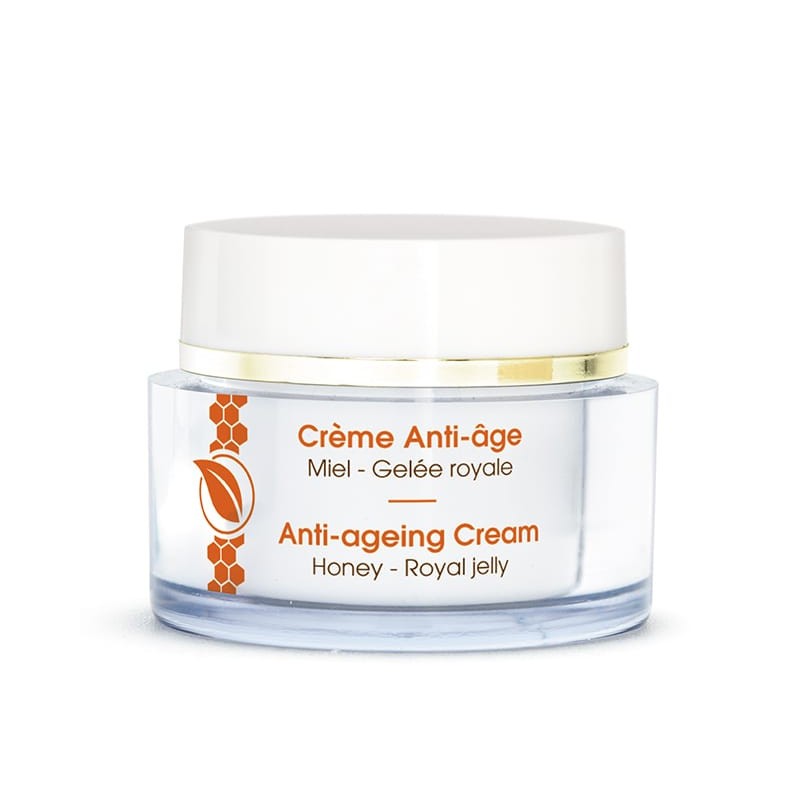 Crème Anti-âge
Miel - Gelée royale
Anti-ageing Cream
Honey - Royal jelly